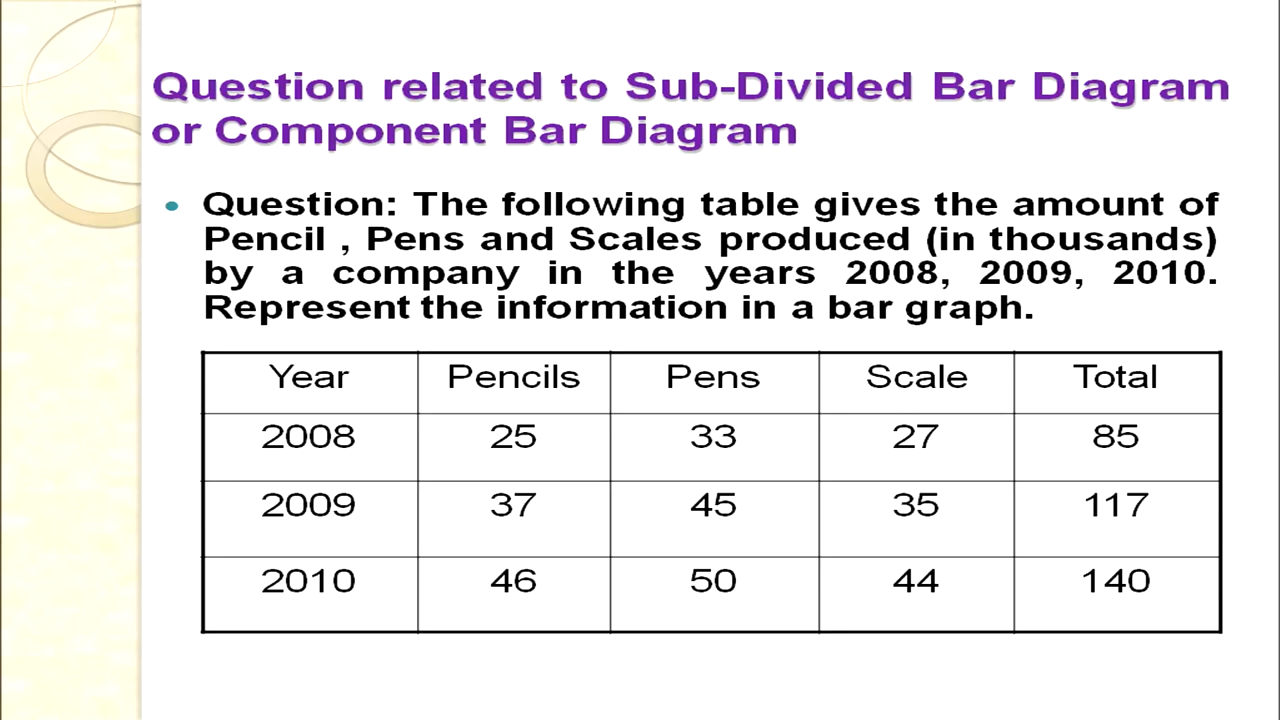 Question related to Sub-Divided Bar Diagram
or Component Bar Diagram
• Question: The following table gives the amount of
Pencil , Pens and Scales produced (in thousands)
by a company in the years 2008, 2009, 2010.
Represent the information in a bar graph.
Year Pencils Pens Scale Total
2008 25 33 27 85
2009 37 45 35 117
2010 46 50 44 140